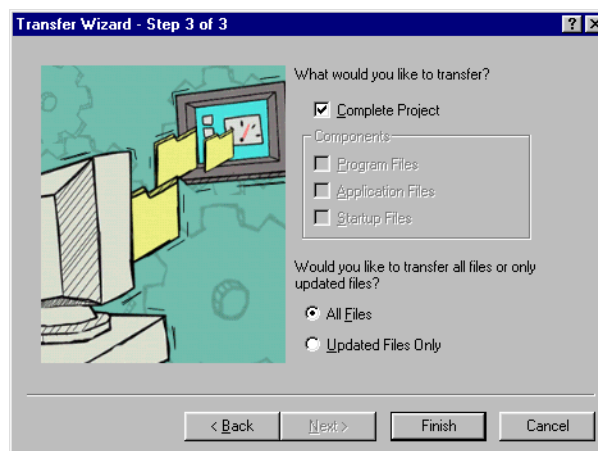 Transfer Wizard - Step 3 of 3
What would you like to transfer?
Complete Project
Components
Program Files
Application Files
Startup Files
Would you like to transfer all files or only
updated files?
All Files
Updated Files Only
< Back Next > Finish Cancel